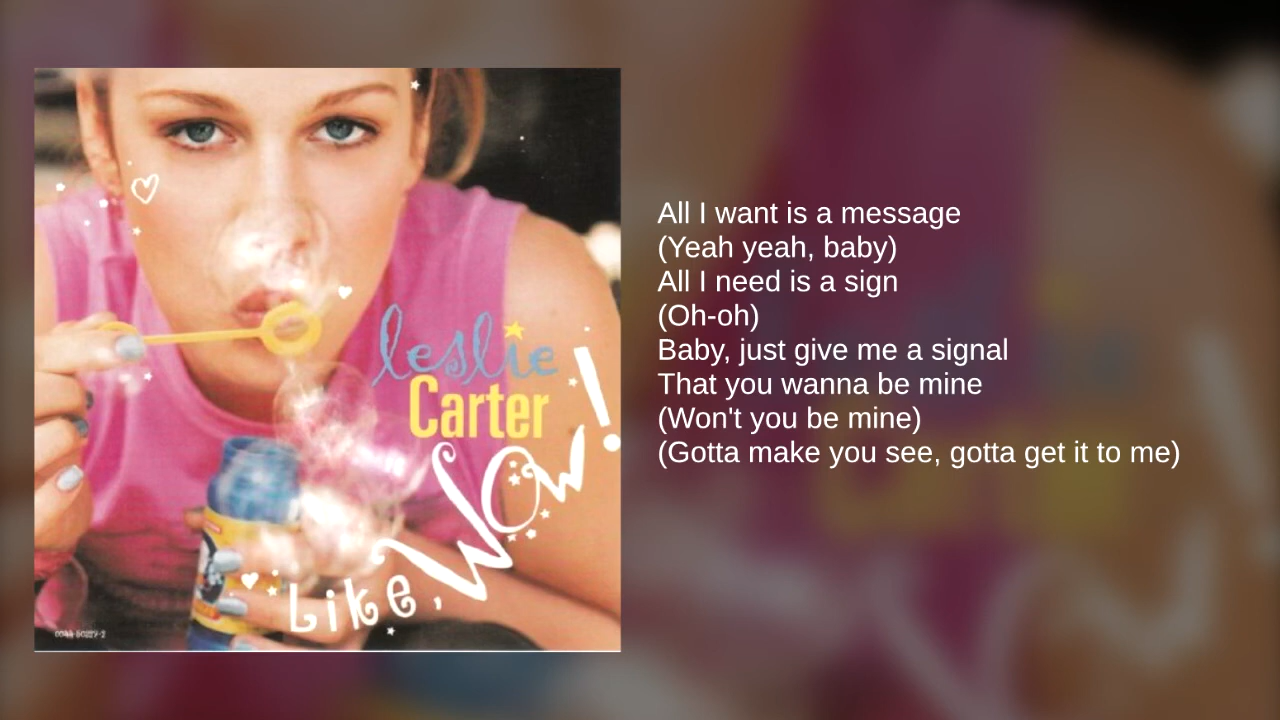 leslie
Carter
Like, Wow!
All I want is a message
(Yeah yeah, baby)
All I need is a sign
(Oh-oh)
Baby, just give me a signal
That you wanna be mine
(Won't you be mine)
(Gotta make you see, gotta get it to me)